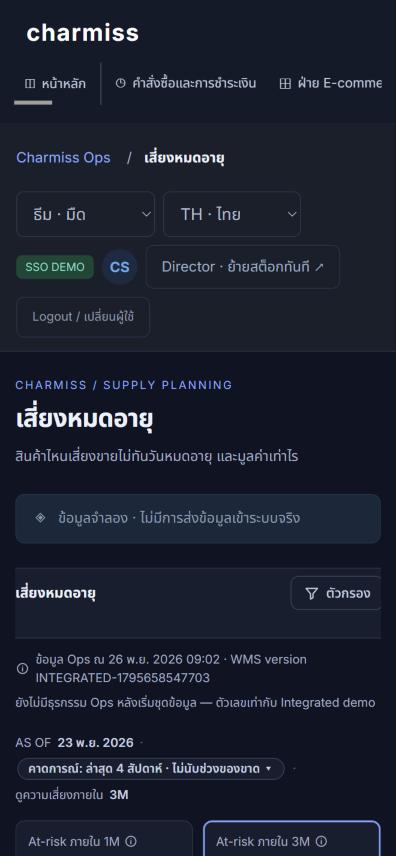 charmiss
หน้าหลัก
คำสั่งซื้อและการชำระเงิน
ฝ่าย E-comme
Charmiss Ops / เสี่ยงหมดอายุ
ธีม · มืด
TH · ไทย
SSO DEMO
CS
Director · ย้ายสต็อกทันที ↗
Logout / เปลี่ยนผู้ใช้
CHARMISS / SUPPLY PLANNING
เสี่ยงหมดอายุ
สินค้าไหนเสี่ยงขายไม่ทันวันหมดอายุ และมูลค่าเท่าไร
ข้อมูลจำลอง · ไม่มีการส่งข้อมูลเข้าระบบจริง
เสี่ยงหมดอายุ
ตัวกรอง
ข้อมูล Ops ณ 26 พ.ย. 2026 09:02 · WMS version
INTEGRATED-1795658547703
ยังไม่มีธุรกรรม Ops หลังเริ่มชุดข้อมูล — ตัวเลขเท่ากับ Integrated demo
AS OF 23 พ.ย. 2026 ·
คาดการณ์: ล่าสุด 4 สัปดาห์ · ไม่นับช่วงของขาด ▾ ·
ดูความเสี่ยงภายใน 3M
At-risk ภายใน 1M
At-risk ภายใน 3M